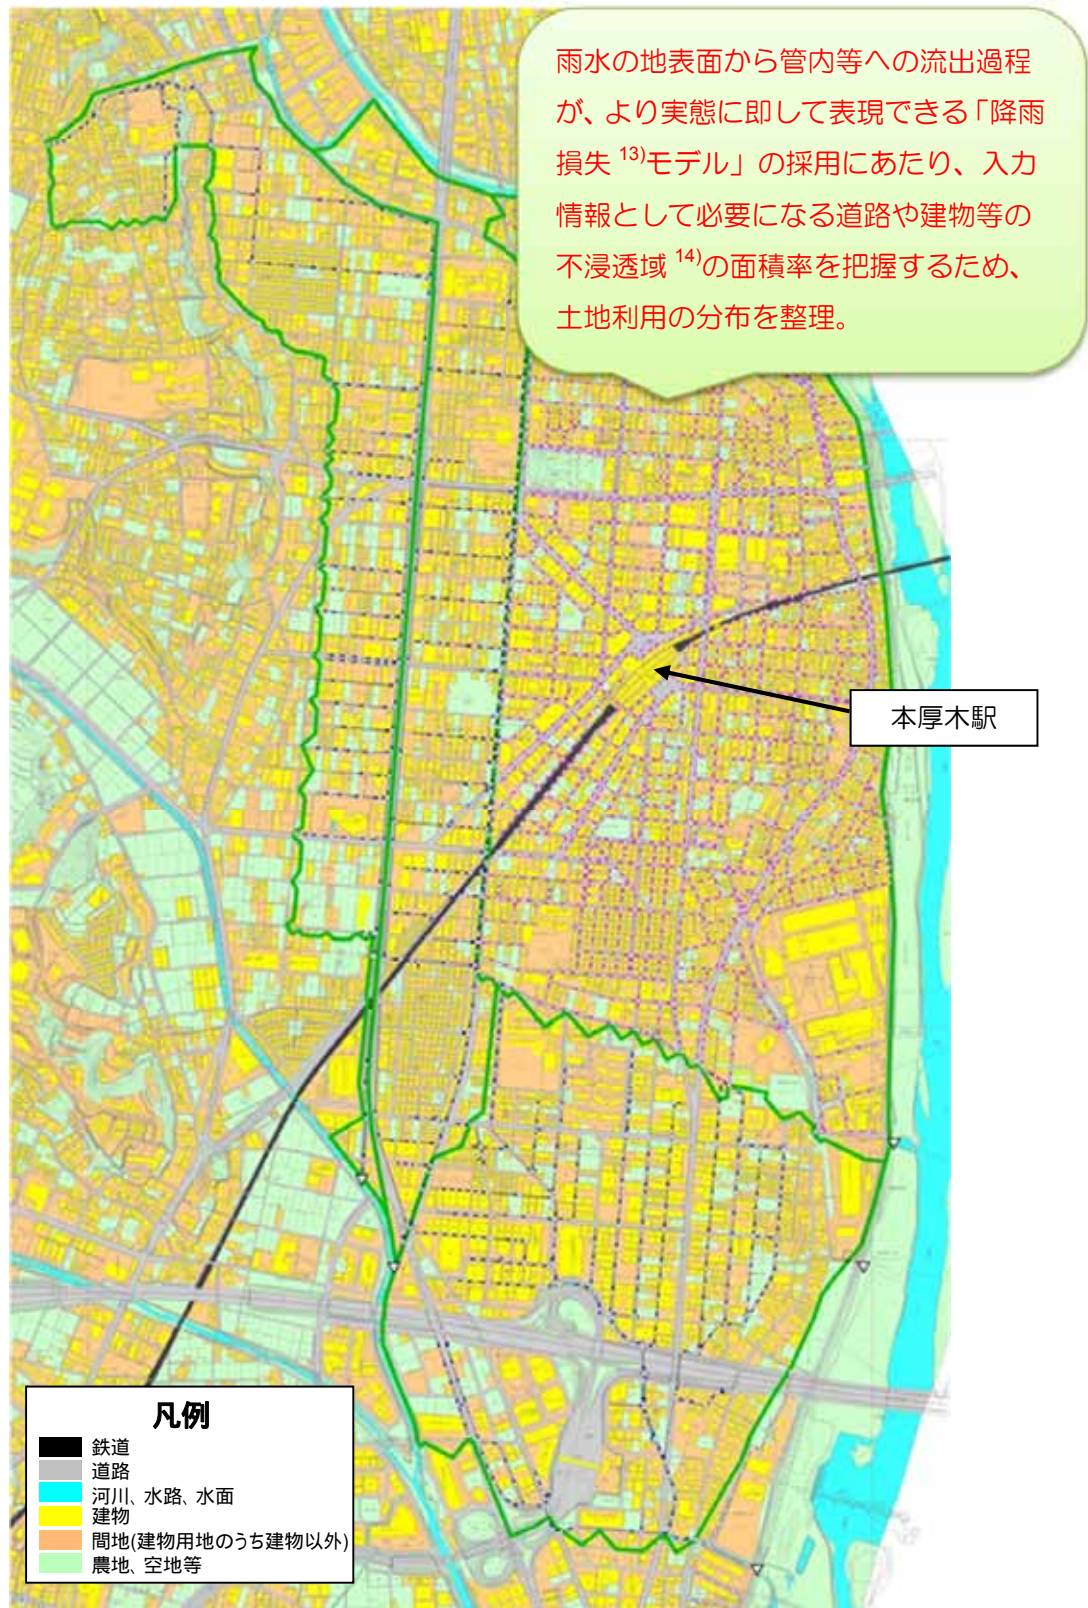 雨水の地表面から管内等への流出過程
が、より実態に即して表現できる「降雨
損失 13)モデル」の採用にあたり、入力
情報として必要になる道路や建物等の
不浸透域 14)の面積率を把握するため、
土地利用の分布を整理。
本厚木駅
凡例
鉄道
道路
河川、水路、水面
建物
間地(建物用地のうち建物以外)
農地、空地等